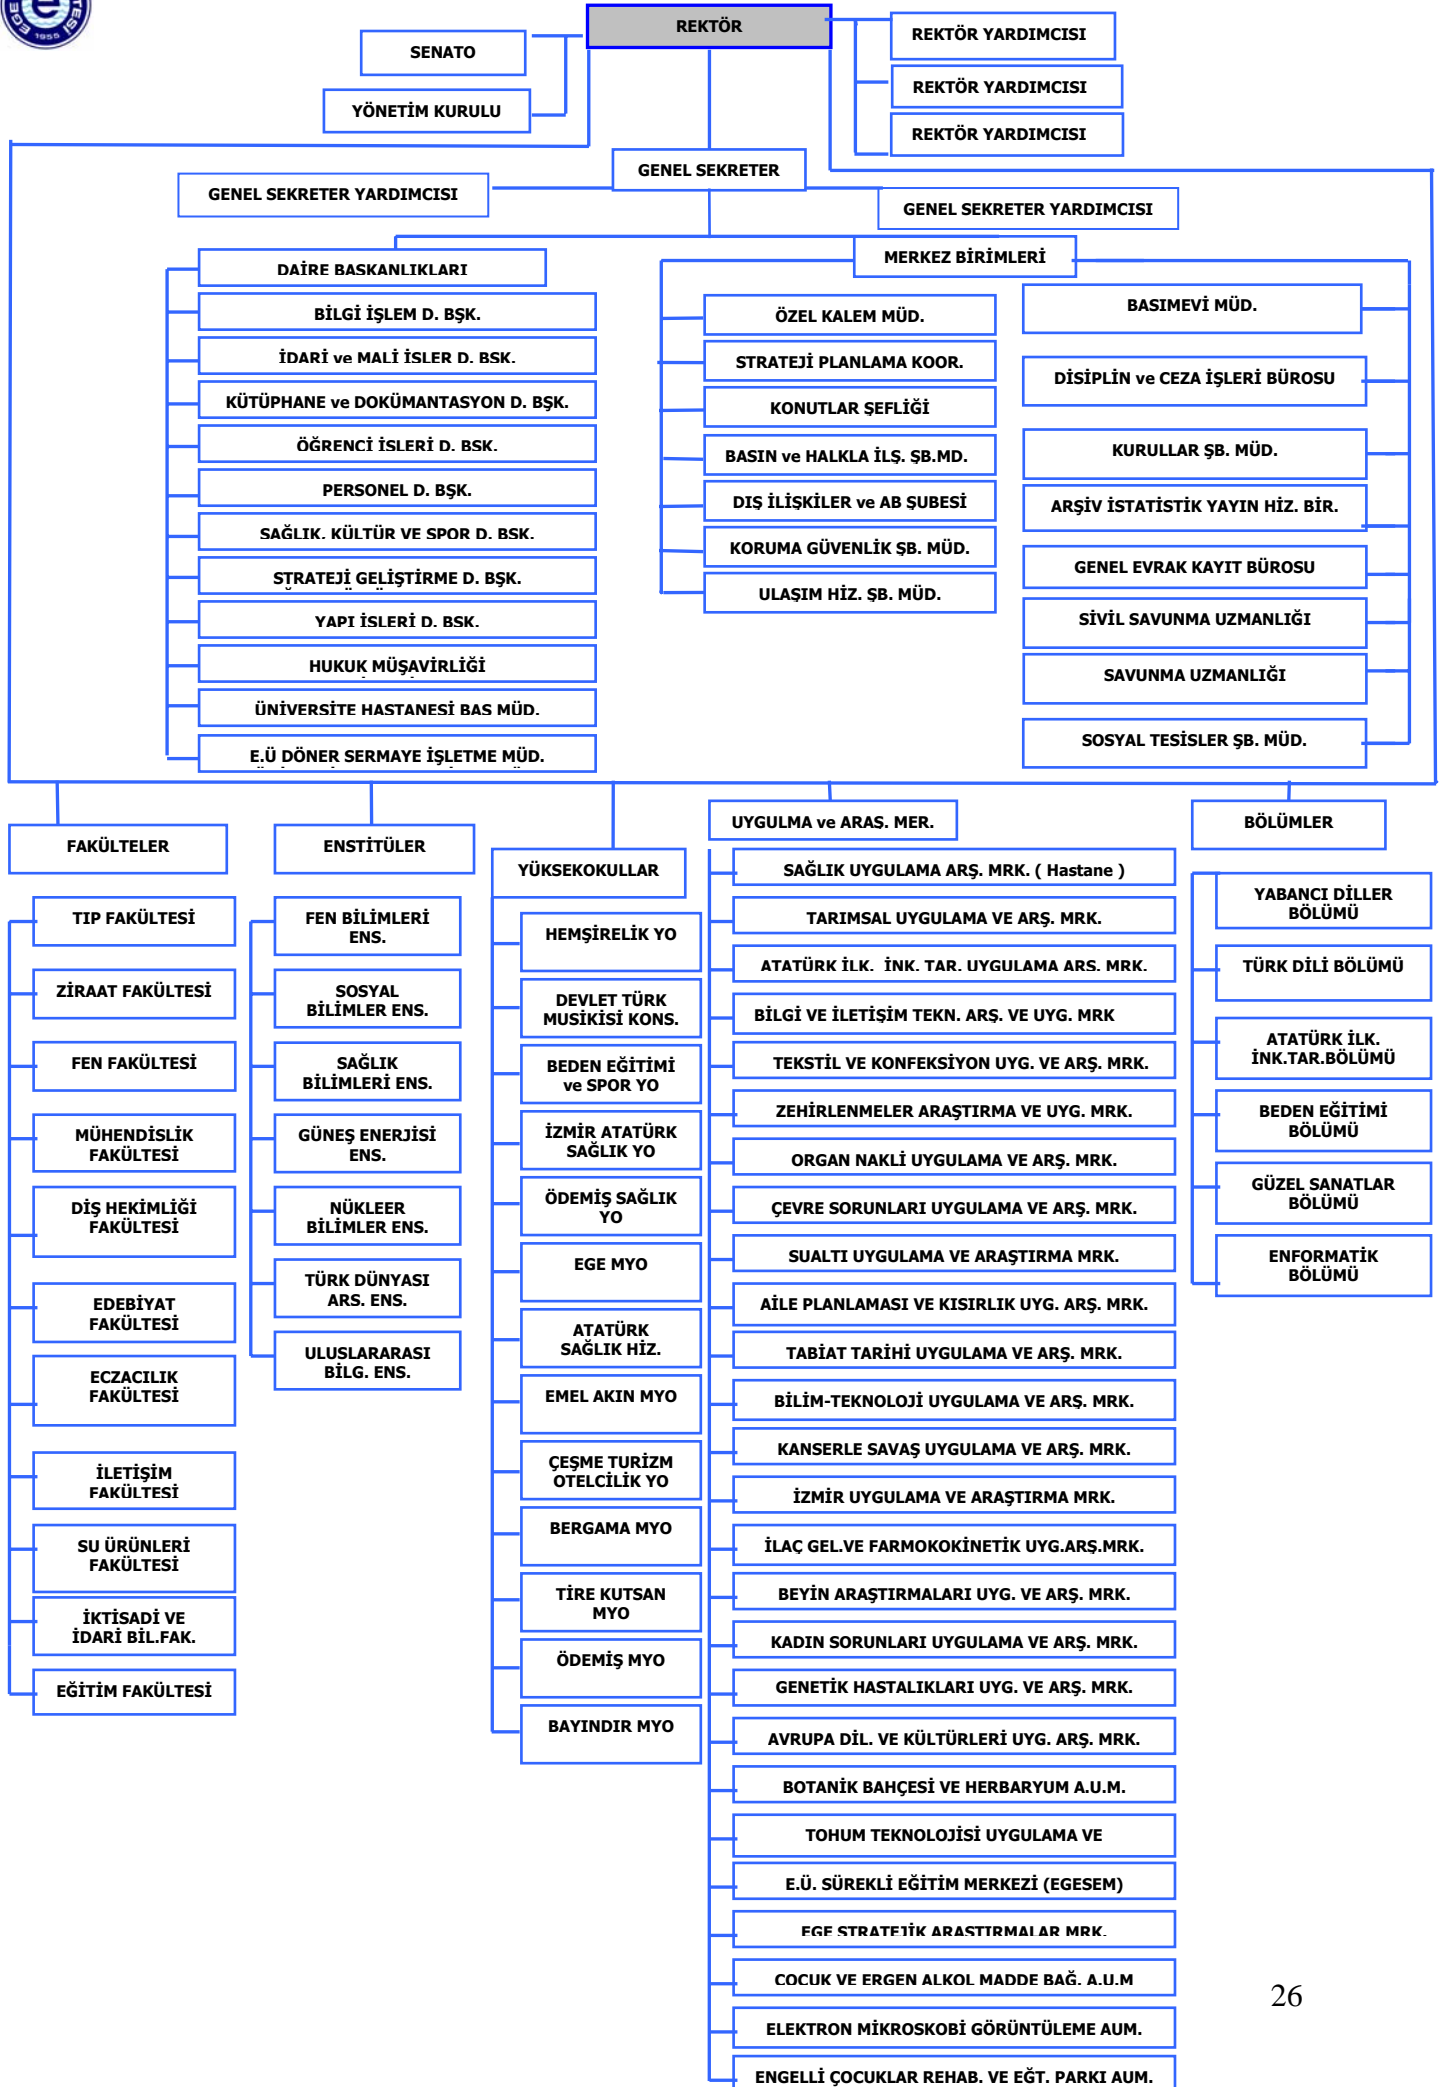 1955
EGE
TESİ
REKTÖR
SENATO
YÖNETİM KURULU
REKTÖR YARDIMCISI
REKTÖR YARDIMCISI
REKTÖR YARDIMCISI
GENEL SEKRETER
GENEL SEKRETER YARDIMCISI
GENEL SEKRETER YARDIMCISI
DAİRE BASKANLIKLARI
BİLGİ İŞLEM D. BŞK.
İDARİ ve MALİ İSLER D. BSK.
KÜTÜPHANE ve DOKÜMANTASYON D. BŞK.
ÖĞRENCİ İSLERİ D. BSK.
PERSONEL D. BŞK.
SAĞLIK. KÜLTÜR VE SPOR D. BSK.
STRATEJİ GELİŞTİRME D. BŞK.
YAPI İSLERİ D. BSK.
HUKUK MÜŞAVİRLİĞİ
ÜNİVERSİTE HASTANESİ BAS MÜD.
E.Ü DÖNER SERMAYE İŞLETME MÜD.
MERKEZ BİRİMLERİ
ÖZEL KALEM MÜD.
STRATEJİ PLANLAMA KOOR.
KONUTLAR ŞEFLİĞİ
BASIN ve HALKLA İLŞ. ŞB.MD.
DIŞ İLİŞKİLER ve AB ŞUBESİ
KORUMA GÜVENLİK ŞB. MÜD.
ULAŞIM HİZ. ŞB. MÜD.
BASIMEVİ MÜD.
DİSİPLİN ve CEZA İŞLERİ BÜROSU
KURULLAR ŞB. MÜD.
ARŞİV İSTATİSTİK YAYIN HİZ. BİR.
GENEL EVRAK KAYIT BÜROSU
SİVİL SAVUNMA UZMANLIĞI
SAVUNMA UZMANLIĞI
SOSYAL TESİSLER ŞB. MÜD.
FAKÜLTELER
TIP FAKÜLTESİ
ZİRAAT FAKÜLTESİ
FEN FAKÜLTESİ
MÜHENDİSLİK
FAKÜLTESİ
DİŞ HEKİMLİĞİ
FAKÜLTESİ
EDEBİYAT
FAKÜLTESİ
ECZACILIK
FAKÜLTESİ
İLETİŞİM
FAKÜLTESİ
SU ÜRÜNLERİ
FAKÜLTESİ
İKTİSADİ VE
İDARİ BİL.FAK.
EĞİTİM FAKÜLTESİ
ENSTİTÜLER
FEN BİLİMLERİ
ENS.
SOSYAL
BİLİMLER ENS.
SAĞLIK
BİLİMLERİ ENS.
GÜNEŞ ENERJİSİ
ENS.
NÜKLEER
BİLİMLER ENS.
TÜRK DÜNYASI
ARS. ENS.
ULUSLARARASI
BİLG. ENS.
YÜKSEKOKULLAR
HEMŞİRELİK YO
DEVLET TÜRK
MUSIKİSİ KONS.
BEDEN EĞİTİMİ
ve SPOR YO
İZMİR ATATÜRK
SAĞLIK YO
ÖDEMİŞ SAĞLIK
YO
EGE MYO
ATATÜRK
SAĞLIK HİZ.
EMEL AKIN MYO
ÇEŞME TURİZM
OTELCİLİK YO
BERGAMA MYO
TİRE KUTSAN
MYO
ÖDEMİŞ MYO
BAYINDIR MYO
UYGULMA ve ARAS. MER.
SAĞLIK UYGULAMA ARŞ. MRK. ( Hastane )
TARIMSAL UYGULAMA VE ARŞ. MRK.
ATATÜRK İLK. İNK. TAR. UYGULAMA ARS. MRK.
BİLGİ VE İLETİŞİM TEKN. ARŞ. VE UYG. MRK
TEKSTİL VE KONFEKSİYON UYG. VE ARŞ. MRK.
ZEHİRLENMELER ARAŞTIRMA VE UYG. MRK.
ORGAN NAKLİ UYGULAMA VE ARŞ. MRK.
ÇEVRE SORUNLARI UYGULAMA VE ARŞ. MRK.
SUALTI UYGULAMA VE ARAŞTIRMA MRK.
AİLE PLANLAMASI VE KISIRLIK UYG. ARŞ. MRK.
TABİAT TARİHİ UYGULAMA VE ARŞ. MRK.
BİLİM-TEKNOLOJİ UYGULAMA VE ARŞ. MRK.
KANSERLE SAVAŞ UYGULAMA VE ARŞ. MRK.
İZMİR UYGULAMA VE ARAŞTIRMA MRK.
İLAÇ GEL.VE FARMOKOKİNETİK UYG.ARŞ.MRK.
BEYİN ARAŞTIRMALARI UYG. VE ARŞ. MRK.
KADIN SORUNLARI UYGULAMA VE ARŞ. MRK.
GENETİK HASTALIKLARI UYG. VE ARŞ. MRK.
AVRUPA DİL. VE KÜLTÜRLERİ UYG. ARŞ. MRK.
BOTANİK BAHÇESİ VE HERBARYUM A.U.M.
TOHUM TEKNOLOJİSİ UYGULAMA VE
E.Ü. SÜREKLİ EĞİTİM MERKEZİ (EGESEM)
EGE STRATEJİK ARASTIRMALAR MRK.
COCUK VE ERGEN ALKOL MADDE BAĞ. A.U.M
ELEKTRON MİKROSKOBİ GÖRÜNTÜLEME AUM.
ENGELLİ ÇOCUKLAR REHAB. VE EĞT. PARKI AUM.
BÖLÜMLER
YABANCI DİLLER
BÖLÜMÜ
TÜRK DİLİ BÖLÜMÜ
ATATÜRK İLK.
İNK.TAR.BÖLÜMÜ
BEDEN EĞİTİMİ
BÖLÜMÜ
GÜZEL SANATLAR
BÖLÜMÜ
ENFORMATİK
BÖLÜMÜ
26